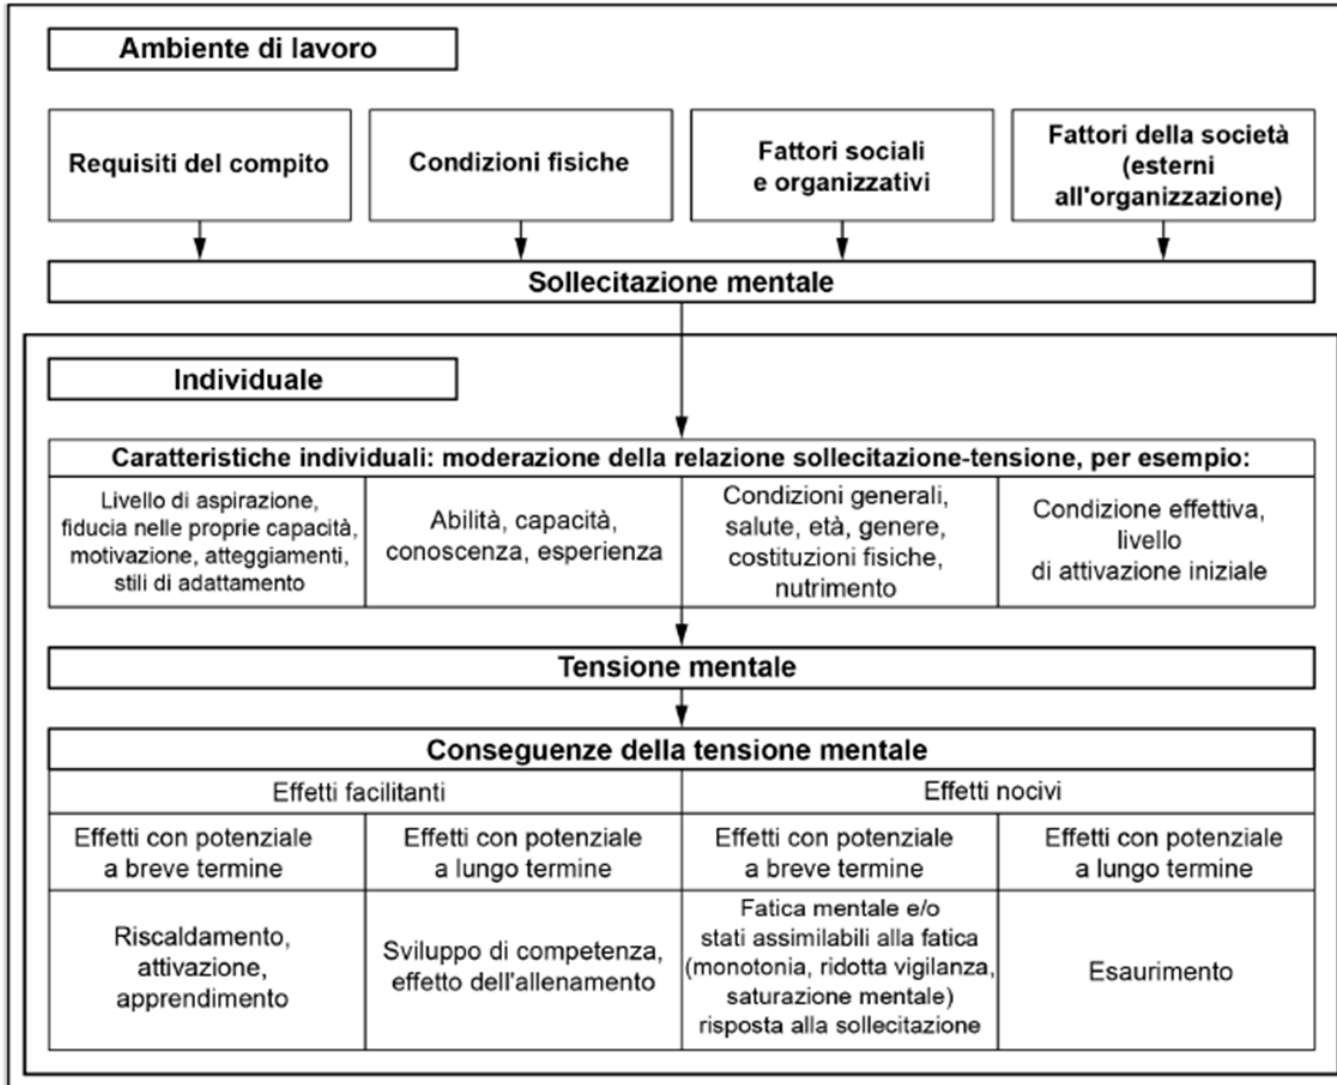 Ambiente di lavoro
Requisiti del compito
Condizioni fisiche
Fattori sociali
e organizzativi
Fattori della società
(esterni
all'organizzazione)
Sollecitazione mentale
Individuale
Caratteristiche individuali: moderazione della relazione sollecitazione-tensione, per esempio:
Livello di aspirazione,
fiducia nelle proprie capacità,
motivazione, atteggiamenti,
stili di adattamento
Abilità, capacità,
conoscenza, esperienza
Condizioni generali,
salute, età, genere,
costituzioni fisiche,
nutrimento
Condizione effettiva,
livello
di attivazione iniziale
Tensione mentale
Conseguenze della tensione mentale
Effetti facilitanti
Effetti nocivi
Effetti con potenziale
a breve termine
Effetti con potenziale
a lungo termine
Effetti con potenziale
a breve termine
Effetti con potenziale
a lungo termine
Riscaldamento,
attivazione,
apprendimento
Sviluppo di competenza,
effetto dell'allenamento
Fatica mentale e/o
stati assimilabili alla fatica
(monotonia, ridotta vigilanza,
saturazione mentale)
risposta alla sollecitazione
Esaurimento